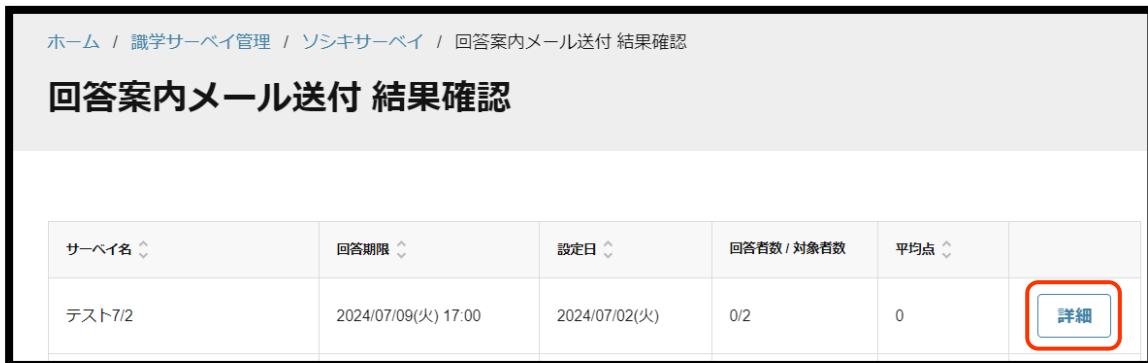 ホーム / 識学サーベイ管理 / ソシキサーベイ / 回答案内メール送付 結果確認
回答案内メール送付 結果確認
サーベイ名 回答期限 設定日 回答者数 / 対象者数 平均点
テスト7/2 2024/07/09(火) 17:00 2024/07/02(火) 0/2 0 詳細